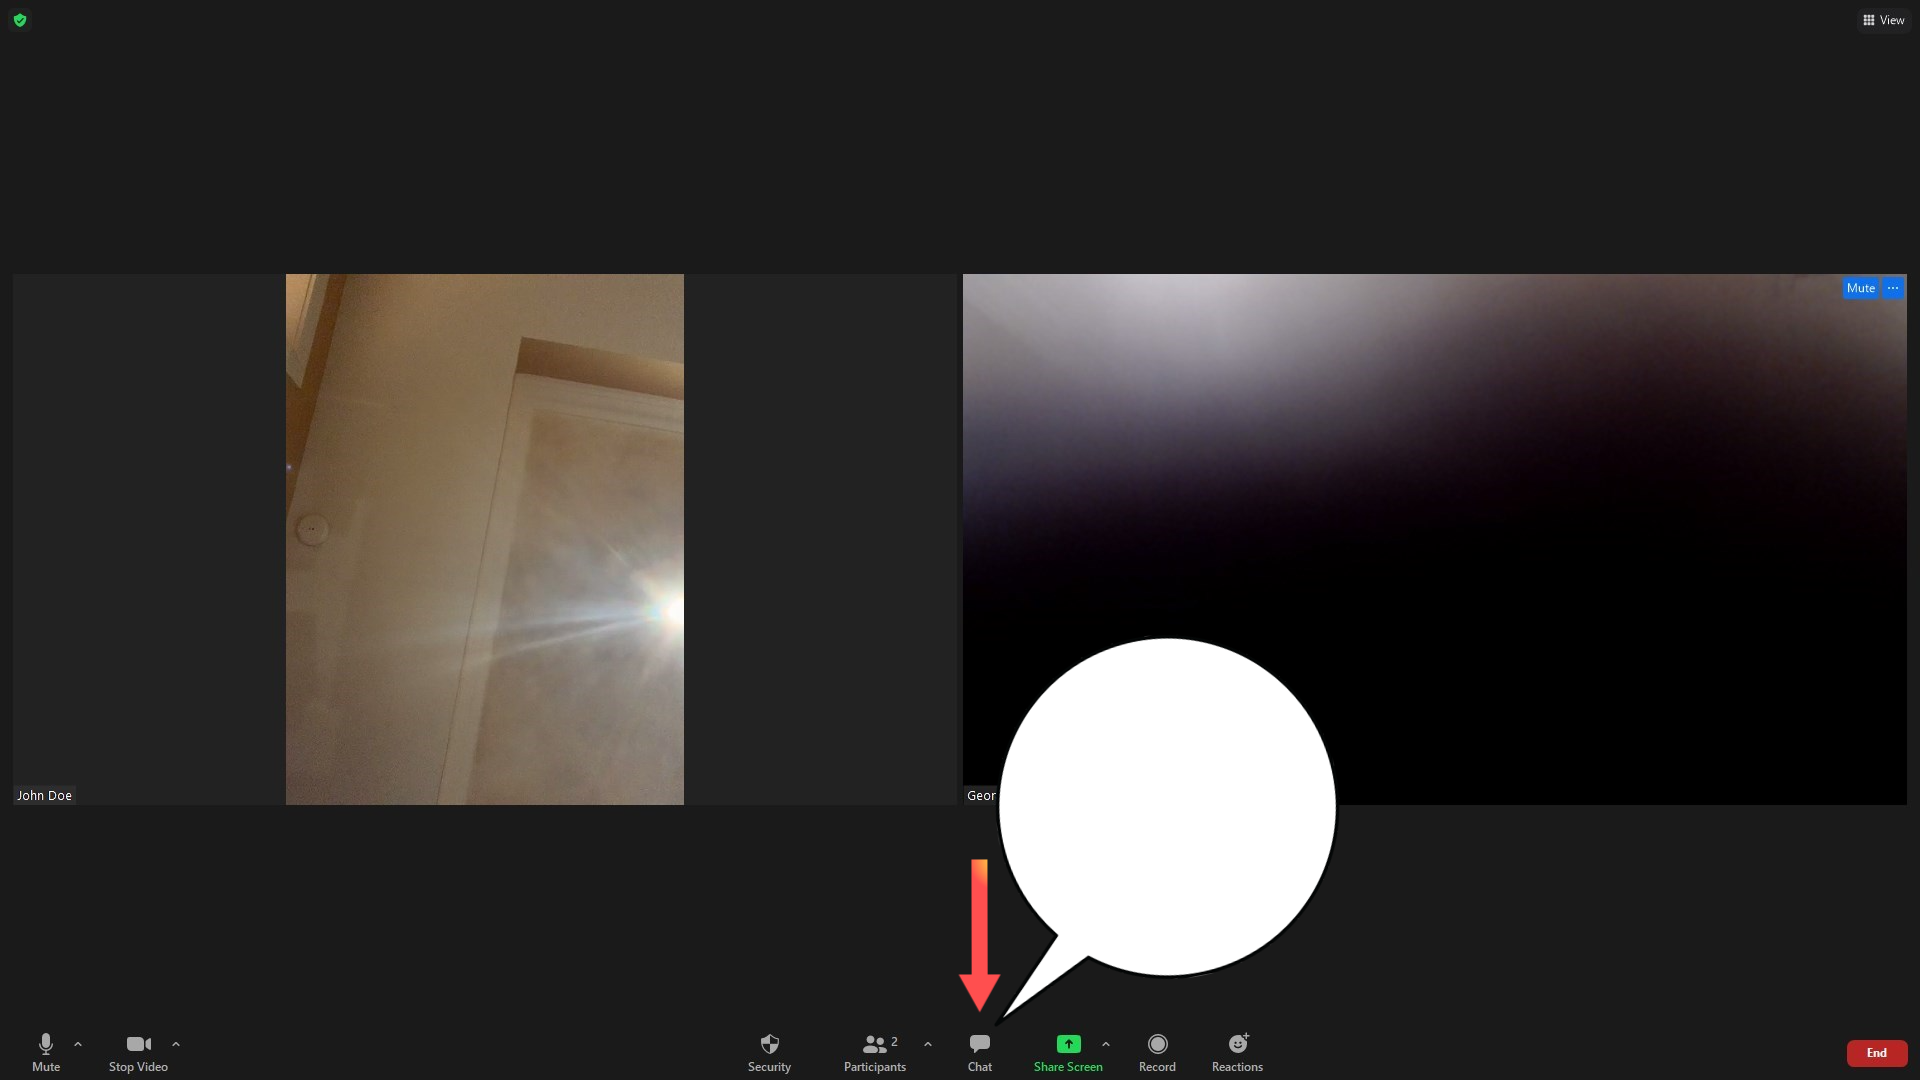 View
Mute ...
John Doe
Geor
Mute
Stop Video
Security
Participants 2
Chat
Share Screen
Record
Reactions
End